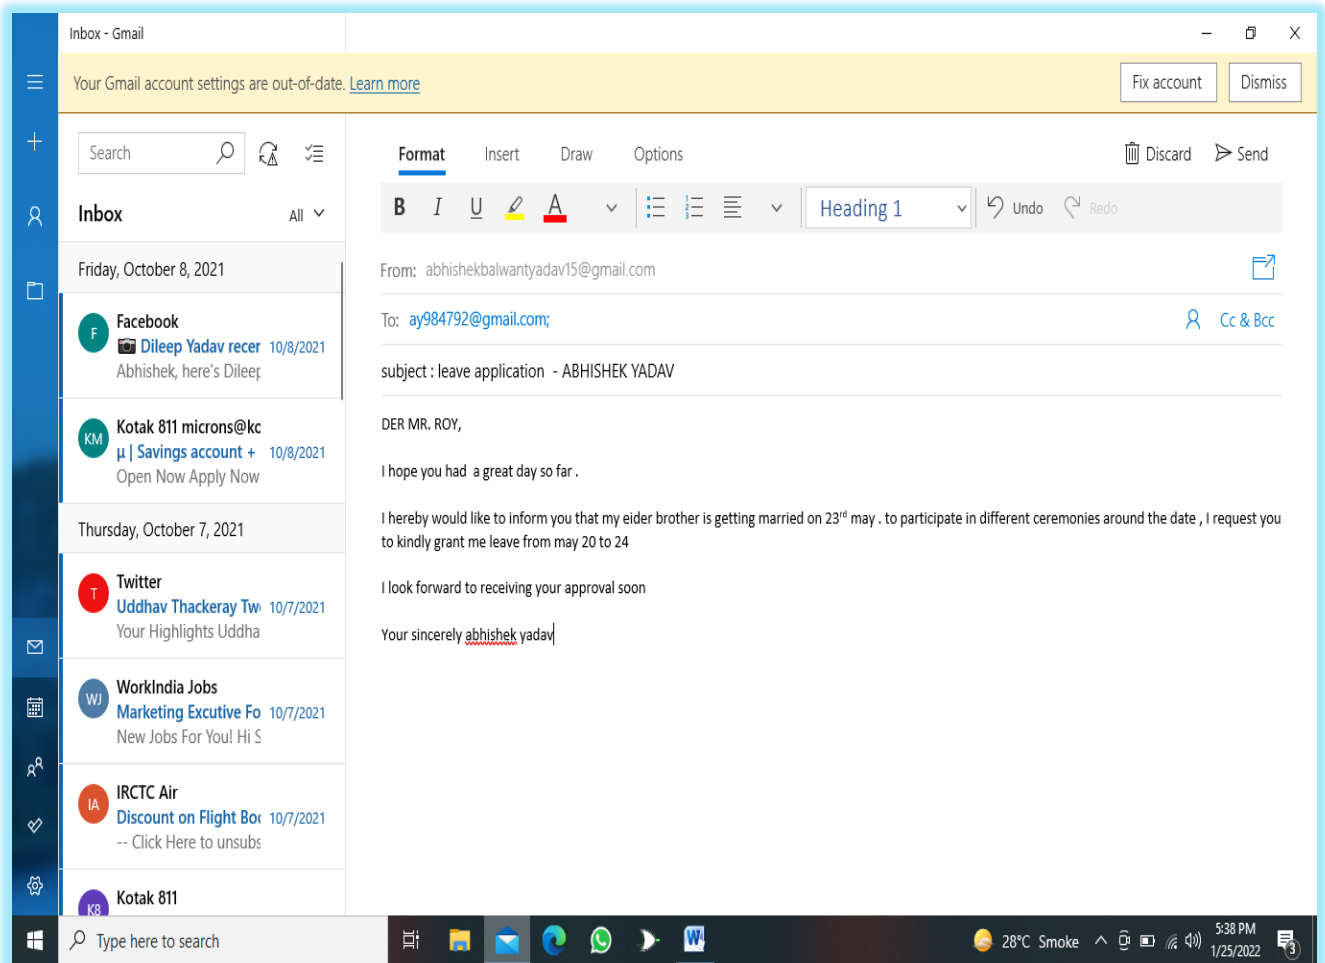 Inbox - Gmail
Your Gmail account settings are out-of-date. Learn more
Fix account
Dismiss
Search
Inbox
All
Friday, October 8, 2021
F
Facebook
Dileep Yadav recer 10/8/2021
Abhishek, here's Dileep
KM
Kotak 811 microns@kc
µ | Savings account + 10/8/2021
Open Now Apply Now
Thursday, October 7, 2021
T
Twitter
Uddhav Thackeray Tw 10/7/2021
Your Highlights Uddha
WJ
WorkIndia Jobs
Marketing Excutive Fo 10/7/2021
New Jobs For You! Hi S
IA
IRCTC Air
Discount on Flight Boo 10/7/2021
-- Click Here to unsubs
K8
Kotak 811
Format Insert Draw Options
Discard Send
B I U A
Heading 1
Undo Redo
From: abhishekbalwantyadav15@gmail.com
To: ay984792@gmail.com;
Cc & Bcc
subject : leave application - ABHISHEK YADAV
DER MR. ROY,
I hope you had a great day so far .
I hereby would like to inform you that my eider brother is getting married on 23rd may . to participate in different ceremonies around the date , I request you
to kindly grant me leave from may 20 to 24
I look forward to receiving your approval soon
Your sincerely abhishek yadav
Type here to search
W
28°C Smoke
5:38 PM
1/25/2022
3